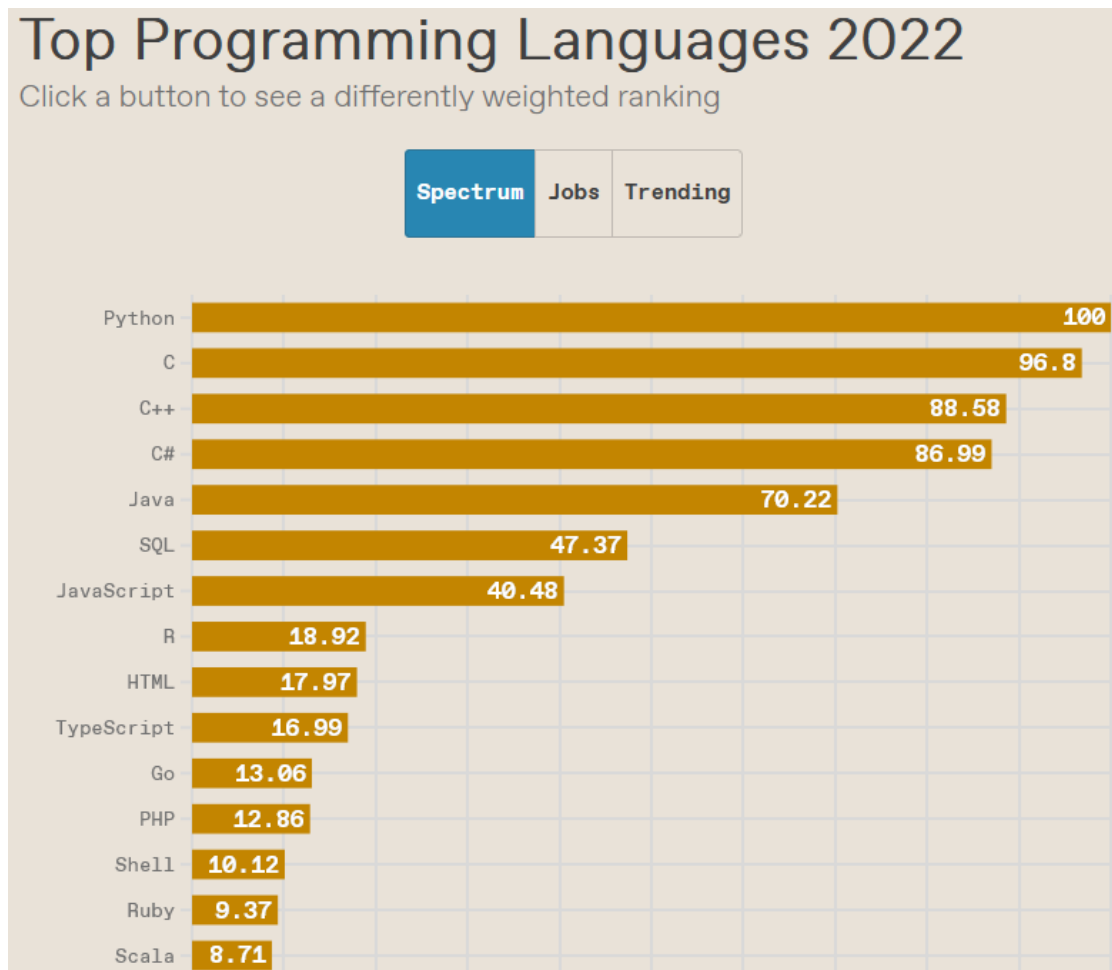 Top Programming Languages 2022
Click a button to see a differently weighted ranking
Spectrum Jobs Trending
Python 100
C 96.8
C++ 88.58
C# 86.99
Java 70.22
SQL 47.37
JavaScript 40.48
R 18.92
HTML 17.97
TypeScript 16.99
Go 13.06
PHP 12.86
Shell 10.12
Ruby 9.37
Scala 8.71